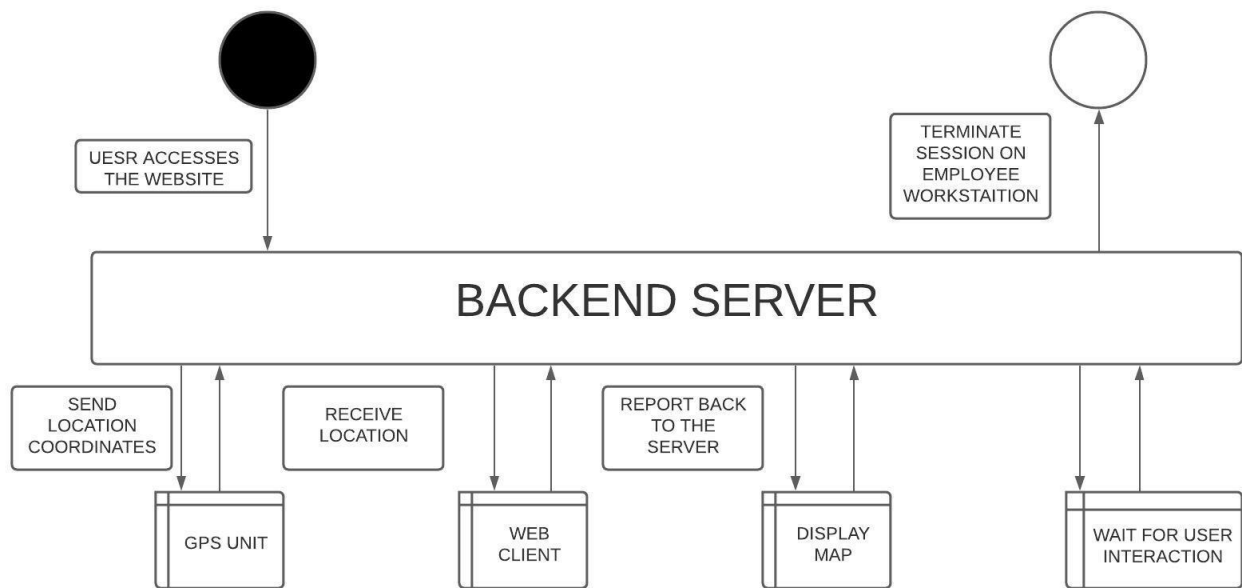 UESR ACCESSES
THE WEBSITE
TERMINATE
SESSION ON
EMPLOYEE
WORKSTAITION
BACKEND SERVER
SEND
LOCATION
COORDINATES
RECEIVE
LOCATION
REPORT BACK
TO THE
SERVER
GPS UNIT
WEB
CLIENT
DISPLAY
MAP
WAIT FOR USER
INTERACTION